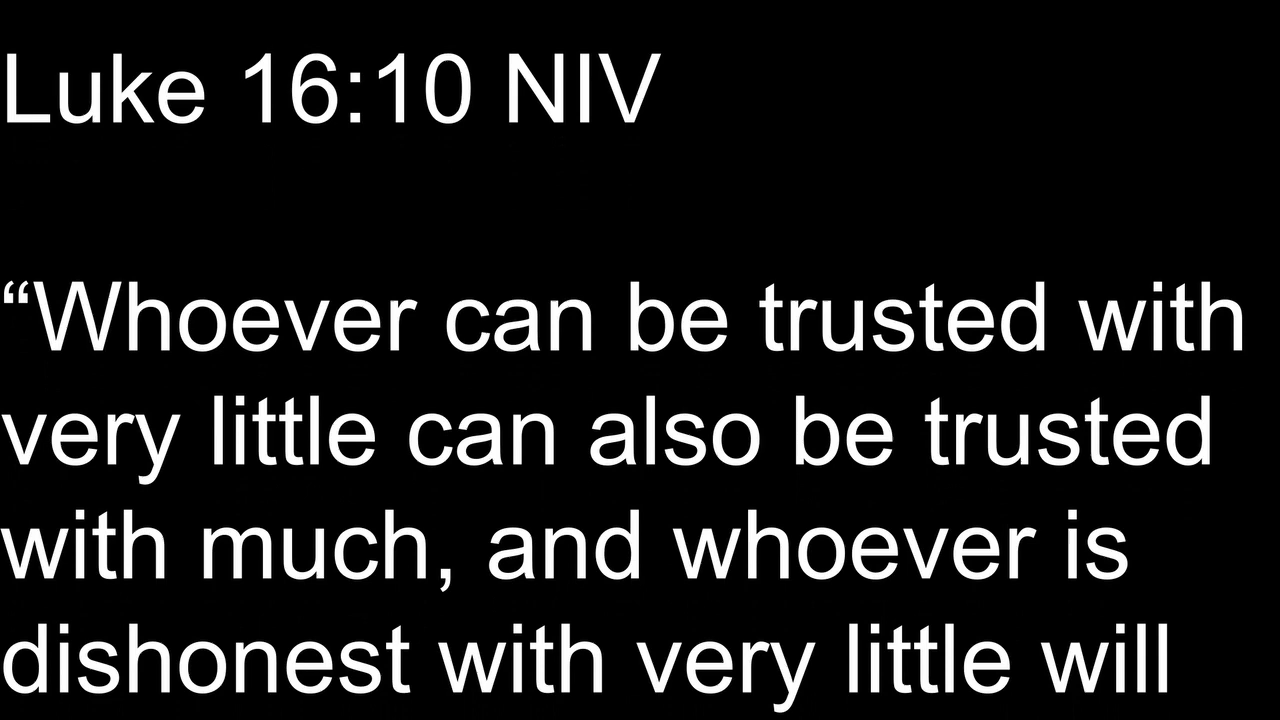 Luke 16:10 NIV
“Whoever can be trusted with
very little can also be trusted
with much, and whoever is
dishonest with very little will